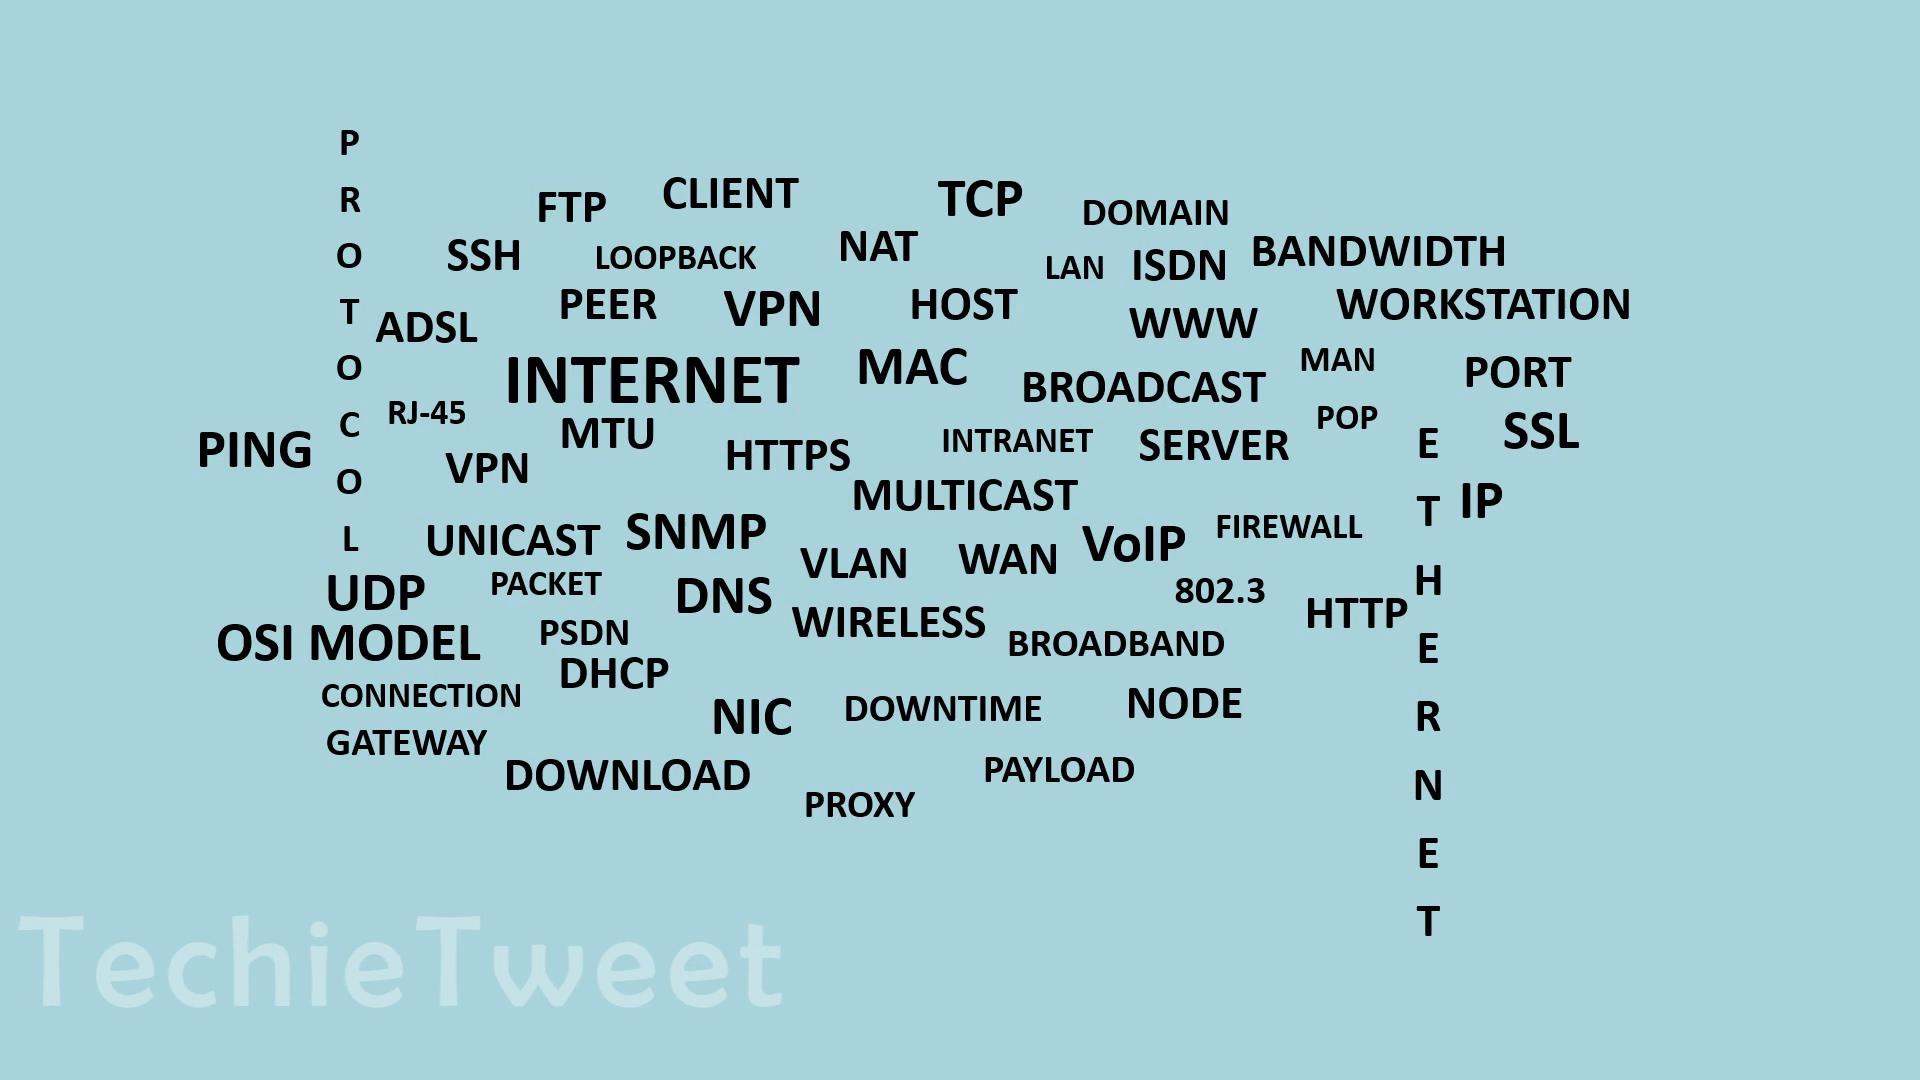 PROTOCOL
FTP
CLIENT
TCP
DOMAIN
SSH
LOOPBACK
NAT
LAN
ISDN
BANDWIDTH
ADSL
PEER
VPN
HOST
WWW
WORKSTATION
INTERNET
MAC
BROADCAST
MAN
PORT
PING
RJ-45
MTU
HTTPS
INTRANET
SERVER
POP
SSL
VPN
MULTICAST
ETHERNET
IP
UNICAST
SNMP
VLAN
WAN
VoIP
FIREWALL
UDP
PACKET
DNS
WIRELESS
802.3
HTTP
OSI MODEL
PSDN
BROADBAND
DHCP
CONNECTION
NIC
DOWNTIME
NODE
GATEWAY
DOWNLOAD
PROXY
PAYLOAD
TechieTweet